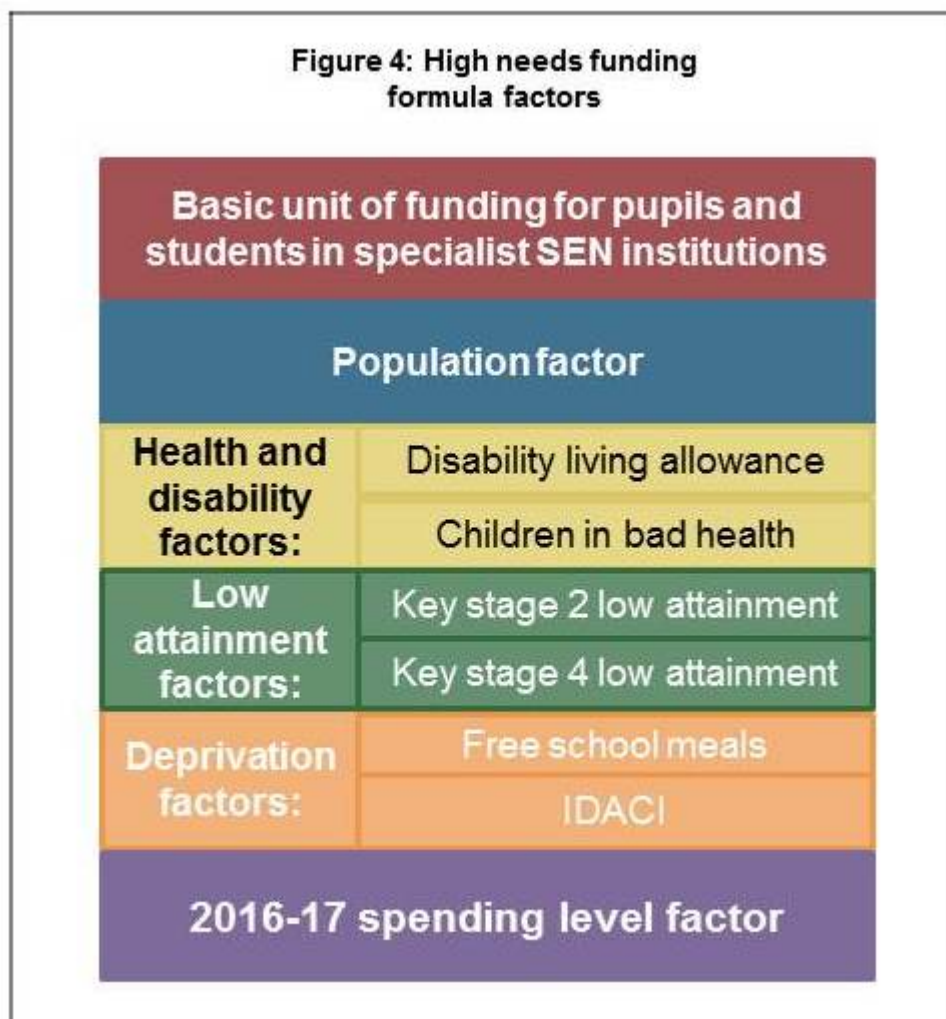 Figure 4: High needs funding
formula factors
Basic unit of funding for pupils and
students in specialist SEN institutions
Population factor
Health and
disability
factors:
Disability living allowance
Children in bad health
Low
attainment
factors:
Key stage 2 low attainment
Key stage 4 low attainment
Deprivation
factors:
Free school meals
IDACI
2016-17 spending level factor